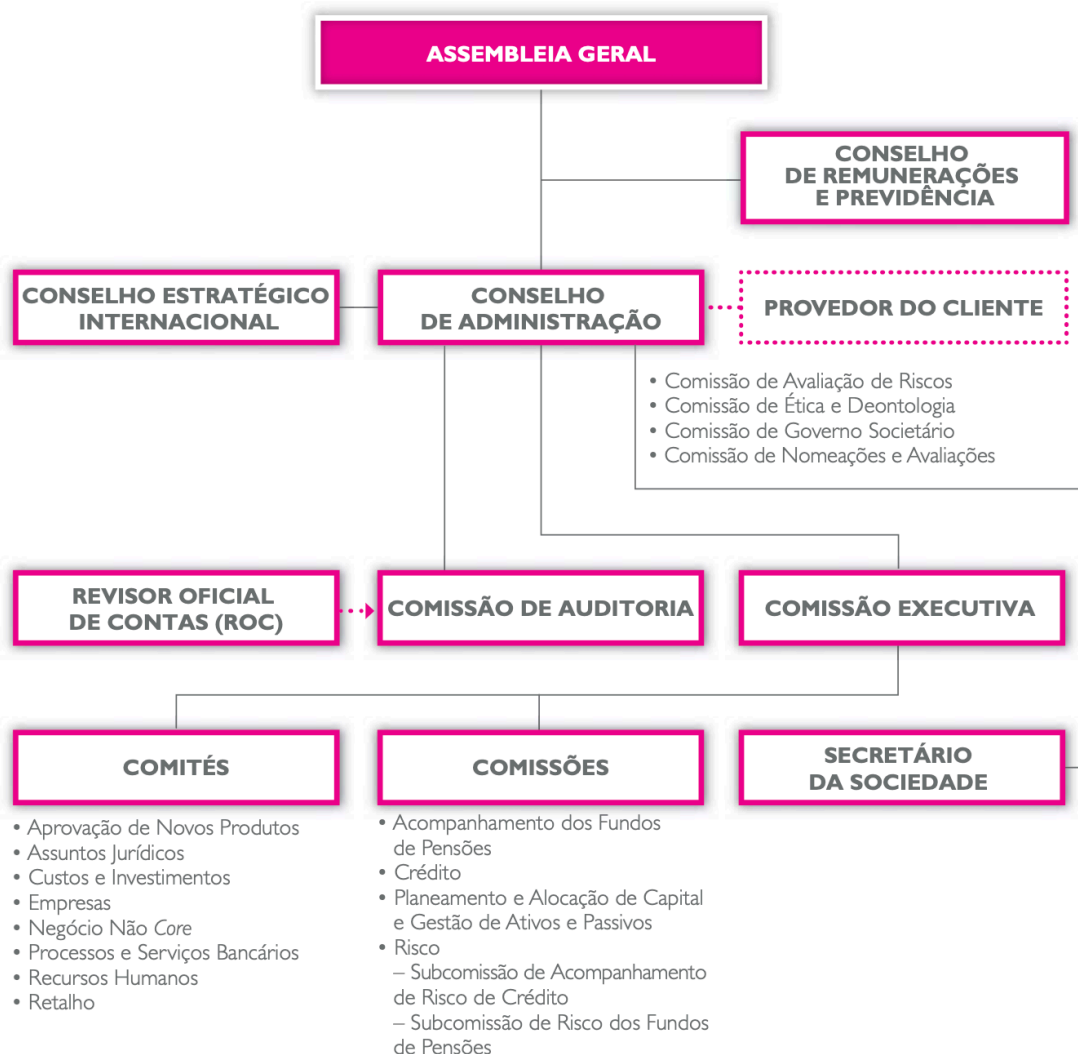 ASSEMBLEIA GERAL
CONSELHO
DE REMUNERAÇÕES
E PREVIDÊNCIA
CONSELHO ESTRATÉGICO
INTERNACIONAL
CONSELHO
DE ADMINISTRAÇÃO
PROVEDOR DO CLIENTE
• Comissão de Avaliação de Riscos
• Comissão de Ética e Deontologia
• Comissão de Governo Societário
• Comissão de Nomeações e Avaliações
REVISOR OFICIAL
DE CONTAS (ROC)
COMISSÃO DE AUDITORIA
COMISSÃO EXECUTIVA
COMITÉS
• Aprovação de Novos Produtos
• Assuntos Jurídicos
• Custos e Investimentos
• Empresas
• Negócio Não Core
• Processos e Serviços Bancários
• Recursos Humanos
• Retalho
COMISSÕES
• Acompanhamento dos Fundos
de Pensões
• Crédito
• Planeamento e Alocação de Capital
e Gestão de Ativos e Passivos
• Risco
– Subcomissão de Acompanhamento
de Risco de Crédito
– Subcomissão de Risco dos Fundos
de Pensões
SECRETÁRIO
DA SOCIEDADE